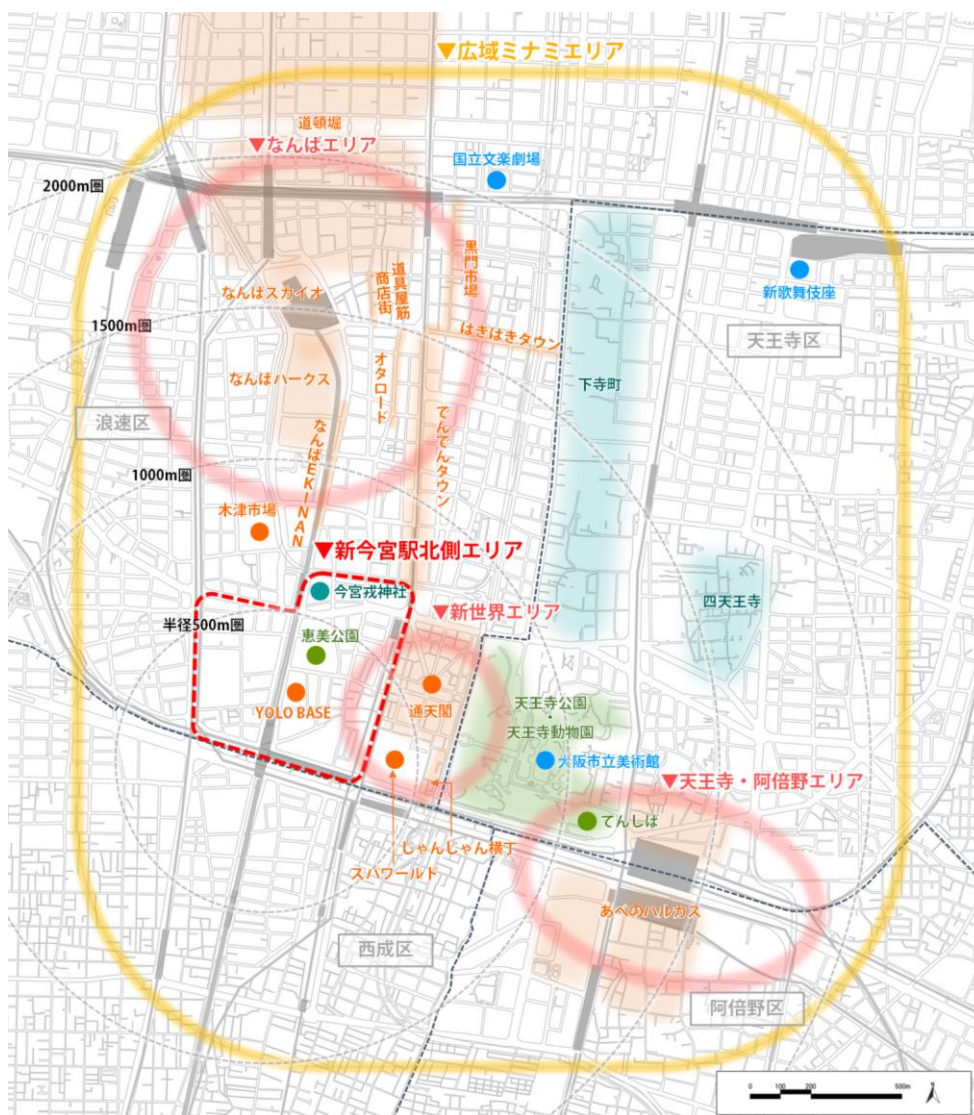 ▼広域ミナミエリア
道頓堀
▼なんばエリア
国立文楽劇場
2000m圏
黒門市場
新歌舞伎座
なんばスカイオ
道具屋筋
商店街
はきはきタウン
1500m圏
天王寺区
下寺町
なんばパークス
オタロード
でんでんタウン
浪速区
なんばEKINAN
1000m圏
木津市場
▼新今宮駅北側エリア
今宮戎神社
四天王寺
▼新世界エリア
半径500m圏
恵美公園
YOLO BASE
通天閣
天王寺公園
・
天王寺動物園
大阪市立美術館
▼天王寺・阿倍野エリア
てんしば
じゃんじゃん横丁
スパワールド
あべのハルカス
西成区
阿倍野区
0 100 200 500m
N